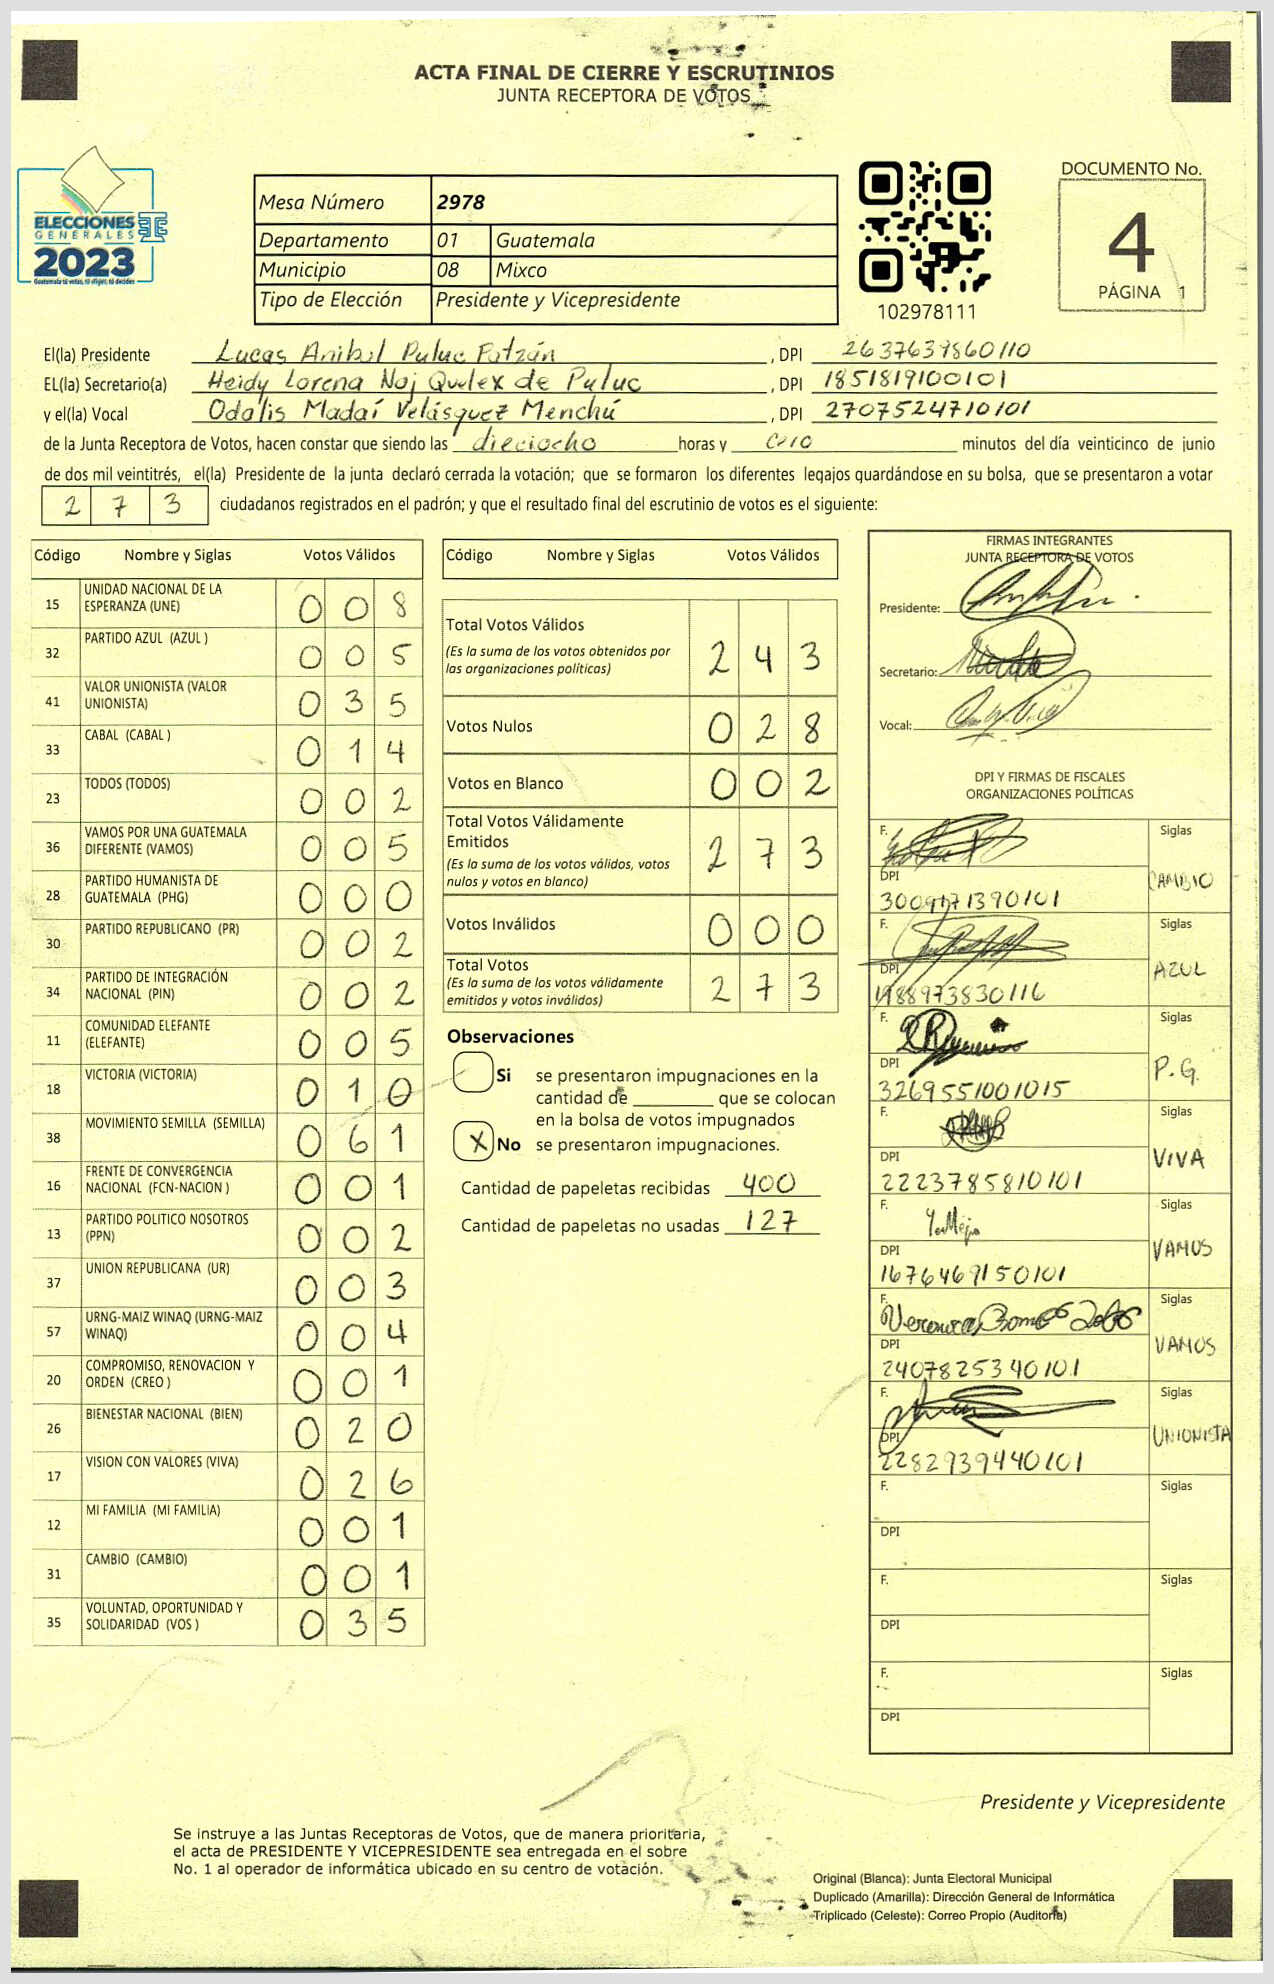 ACTA FINAL DE CIERRE Y ESCRUTINIOS
JUNTA RECEPTORA DE VOTOS
ELECCIONES
GENERALES
2023
Guatemala tú votas, tú eliges, tú decides
Mesa Número 2978
Departamento 01 Guatemala
Municipio 08 Mixco
Tipo de Elección Presidente y Vicepresidente
102978111
DOCUMENTO No.
4
PÁGINA 1
El(la) Presidente Lucas Anibal Puluc Patzán , DPI 2637639860110
EL(la) Secretario(a) Heidy Lorena Noj Quelex de Puluc , DPI 1851819100101
y el(la) Vocal Odalis Madaí Velásquez Menchú , DPI 2707524710101
de la Junta Receptora de Votos, hacen constar que siendo las dieciocho horas y cero minutos del día veinticinco de junio
de dos mil veintitrés, el(la) Presidente de la junta declaró cerrada la votación; que se formaron los diferentes legajos guardándose en su bolsa, que se presentaron a votar
2 7 3 ciudadanos registrados en el padrón; y que el resultado final del escrutinio de votos es el siguiente:
Código Nombre y Siglas Votos Válidos
15 UNIDAD NACIONAL DE LA
ESPERANZA (UNE) 0 0 8
32 PARTIDO AZUL (AZUL ) 0 0 5
41 VALOR UNIONISTA (VALOR
UNIONISTA) 0 3 5
33 CABAL (CABAL ) 0 1 4
23 TODOS (TODOS) 0 0 2
36 VAMOS POR UNA GUATEMALA
DIFERENTE (VAMOS) 0 0 5
28 PARTIDO HUMANISTA DE
GUATEMALA (PHG) 0 0 0
30 PARTIDO REPUBLICANO (PR) 0 0 2
34 PARTIDO DE INTEGRACIÓN
NACIONAL (PIN) 0 0 2
11 COMUNIDAD ELEFANTE
(ELEFANTE) 0 0 5
18 VICTORIA (VICTORIA) 0 1 0
38 MOVIMIENTO SEMILLA (SEMILLA) 0 6 1
16 FRENTE DE CONVERGENCIA
NACIONAL (FCN-NACION ) 0 0 1
13 PARTIDO POLITICO NOSOTROS
(PPN) 0 0 2
37 UNION REPUBLICANA (UR) 0 0 3
57 URNG-MAIZ WINAQ (URNG-MAIZ
WINAQ) 0 0 4
20 COMPROMISO, RENOVACION Y
ORDEN (CREO ) 0 0 1
26 BIENESTAR NACIONAL (BIEN) 0 2 0
17 VISION CON VALORES (VIVA) 0 2 6
12 MI FAMILIA (MI FAMILIA) 0 0 1
31 CAMBIO (CAMBIO) 0 0 1
35 VOLUNTAD, OPORTUNIDAD Y
SOLIDARIDAD (VOS ) 0 3 5
Código Nombre y Siglas Votos Válidos
Total Votos Válidos
(Es la suma de los votos obtenidos por
las organizaciones políticas) 2 4 3
Votos Nulos 0 2 8
Votos en Blanco 0 0 2
Total Votos Válidamente
Emitidos
(Es la suma de los votos válidos, votos
nulos y votos en blanco) 2 7 3
Votos Inválidos 0 0 0
Total Votos
(Es la suma de los votos válidamente
emitidos y votos inválidos) 2 7 3
Observaciones
Si se presentaron impugnaciones en la
cantidad de ________ que se colocan
en la bolsa de votos impugnados
X No se presentaron impugnaciones.
Cantidad de papeletas recibidas 400
Cantidad de papeletas no usadas 127
FIRMAS INTEGRANTES
JUNTA RECEPTORA DE VOTOS
Presidente:
Secretario:
Vocal:
DPI Y FIRMAS DE FISCALES
ORGANIZACIONES POLÍTICAS
F. Siglas
DPI CAMBIO
F. Siglas
DPI AZUL
1988973830116
F. Siglas
DPI P.G.
3269551001015
F. Siglas
DPI VIVA
2223785810101
F. Siglas
DPI VAMOS
1676469150101
F. Siglas
DPI VAMOS
2407825340101
F. Siglas
DPI UNIONISTA
2282939440101
F. Siglas
DPI
F. Siglas
DPI
F. Siglas
DPI
Presidente y Vicepresidente
Se instruye a las Juntas Receptoras de Votos, que de manera prioritaria,
el acta de PRESIDENTE Y VICEPRESIDENTE sea entregada en el sobre
No. 1 al operador de informática ubicado en su centro de votación.
Original (Blanca): Junta Electoral Municipal
Duplicado (Amarilla): Dirección General de Informática
Triplicado (Celeste): Correo Propio (Auditoría)